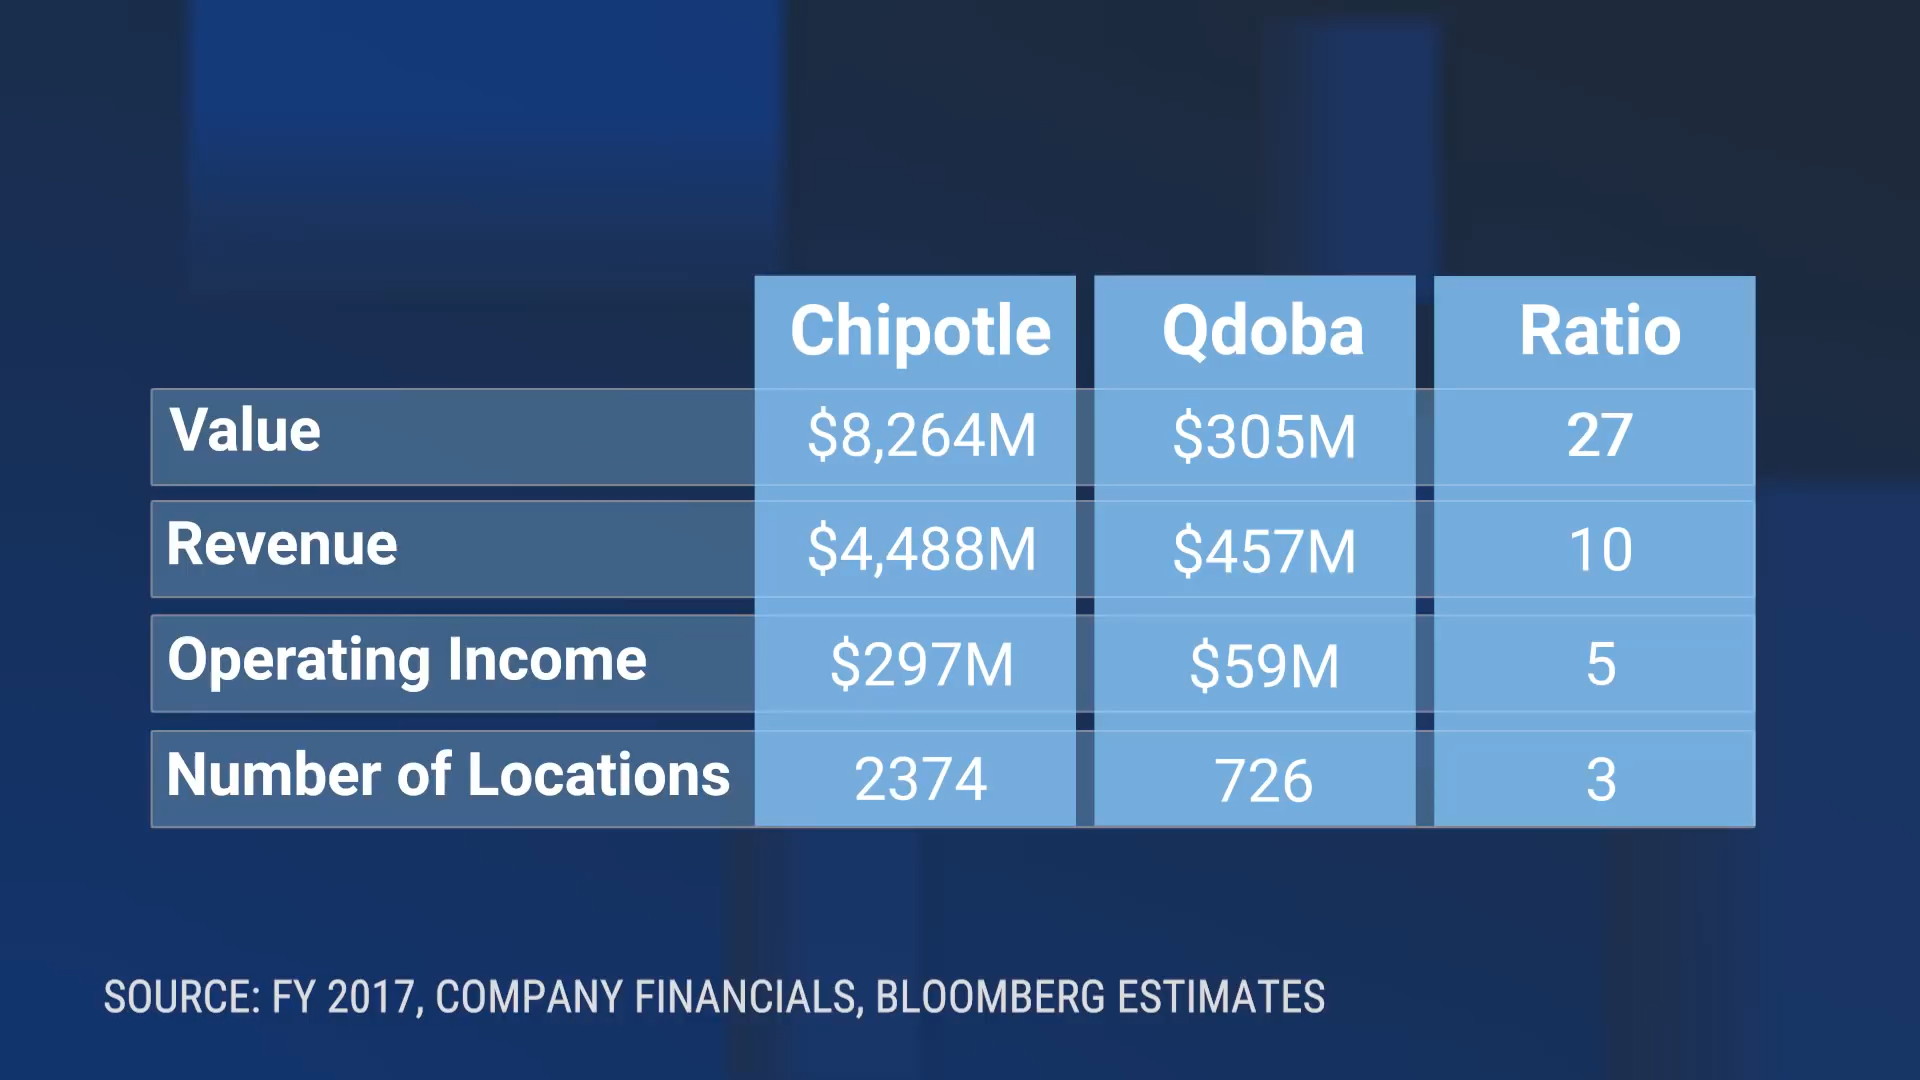 Chipotle Qdoba Ratio
Value $8,264M $305M 27
Revenue $4,488M $457M 10
Operating Income $297M $59M 5
Number of Locations 2374 726 3
SOURCE: FY 2017, COMPANY FINANCIALS, BLOOMBERG ESTIMATES